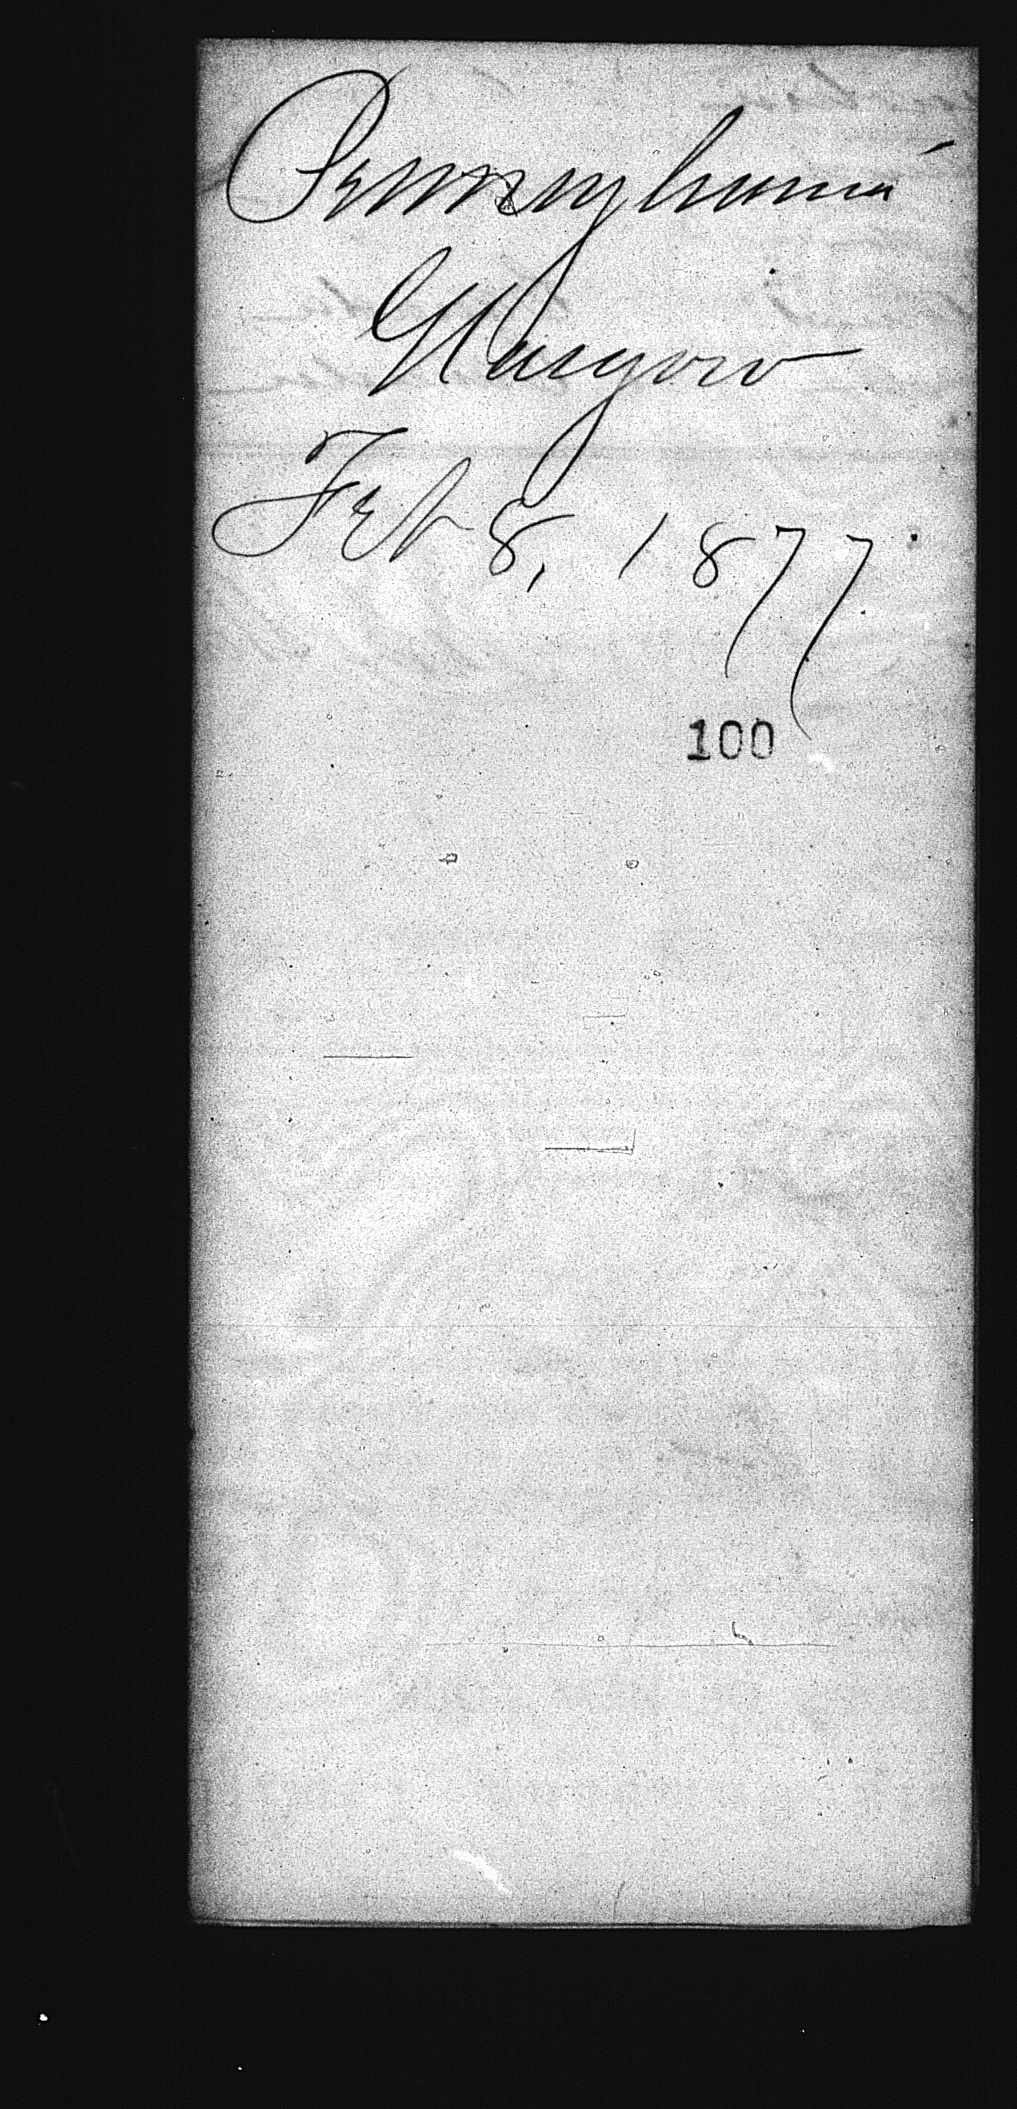 Pennsylvania
Glasgow
Feb 8, 1877
100